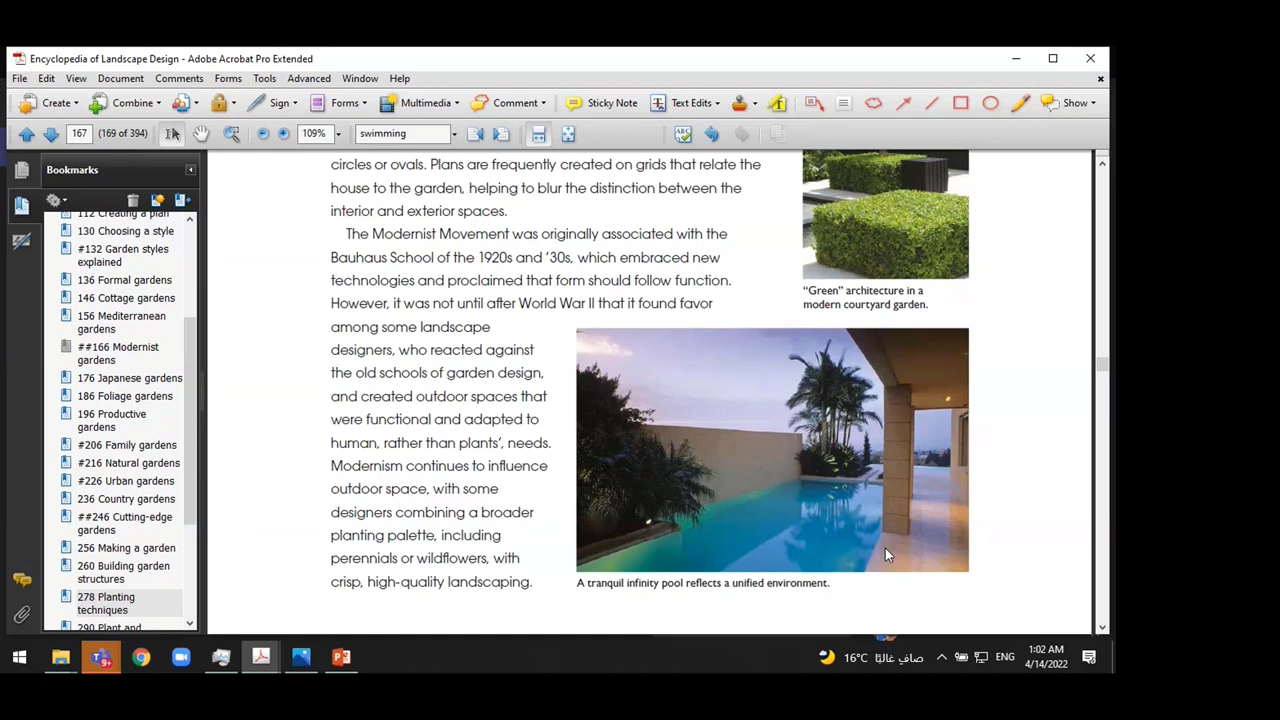 Encyclopedia of Landscape Design - Adobe Acrobat Pro Extended
File Edit View Document Comments Forms Tools Advanced Window Help
Create Combine Sign Forms Multimedia Comment Sticky Note Text Edits Show
167 (169 of 394) 109% swimming
Bookmarks
112 Creating a plan
130 Choosing a style
#132 Garden styles
explained
136 Formal gardens
146 Cottage gardens
156 Mediterranean
gardens
##166 Modernist
gardens
176 Japanese gardens
186 Foliage gardens
196 Productive
gardens
#206 Family gardens
#216 Natural gardens
#226 Urban gardens
236 Country gardens
##246 Cutting-edge
gardens
256 Making a garden
260 Building garden
structures
278 Planting
techniques
290 Plant and
circles or ovals. Plans are frequently created on grids that relate the
house to the garden, helping to blur the distinction between the
interior and exterior spaces.
The Modernist Movement was originally associated with the
Bauhaus School of the 1920s and ’30s, which embraced new
technologies and proclaimed that form should follow function.
However, it was not until after World War II that it found favor
among some landscape
designers, who reacted against
the old schools of garden design,
and created outdoor spaces that
were functional and adapted to
human, rather than plants’, needs.
Modernism continues to influence
outdoor space, with some
designers combining a broader
planting palette, including
perennials or wildflowers, with
crisp, high-quality landscaping.
“Green” architecture in a
modern courtyard garden.
A tranquil infinity pool reflects a unified environment.
16°C صافٍ غالبًا ENG
1:02 AM
4/14/2022